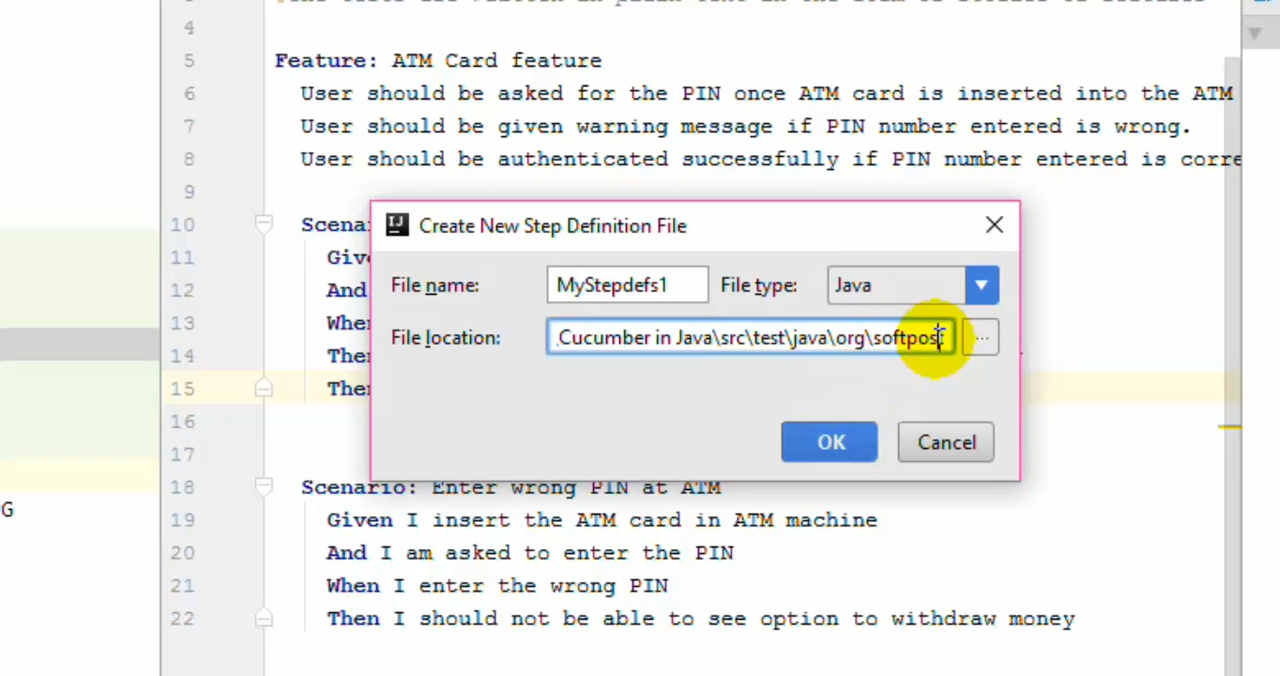 4
5 Feature: ATM Card feature
6 User should be asked for the PIN once ATM card is inserted into the ATM
7 User should be given warning message if PIN number entered is wrong.
8 User should be authenticated successfully if PIN number entered is corre
9
10 Scena
11 Give
12 And
13 Wher
14 Ther
15 Ther
16
17
18 Scenario: Enter wrong PIN at ATM
19 Given I insert the ATM card in ATM machine
20 And I am asked to enter the PIN
21 When I enter the wrong PIN
22 Then I should not be able to see option to withdraw money
IJ Create New Step Definition File
File name: MyStepdefs1 File type: Java
File location: Cucumber in Java\src\test\java\org\softpost ...
OK Cancel
G